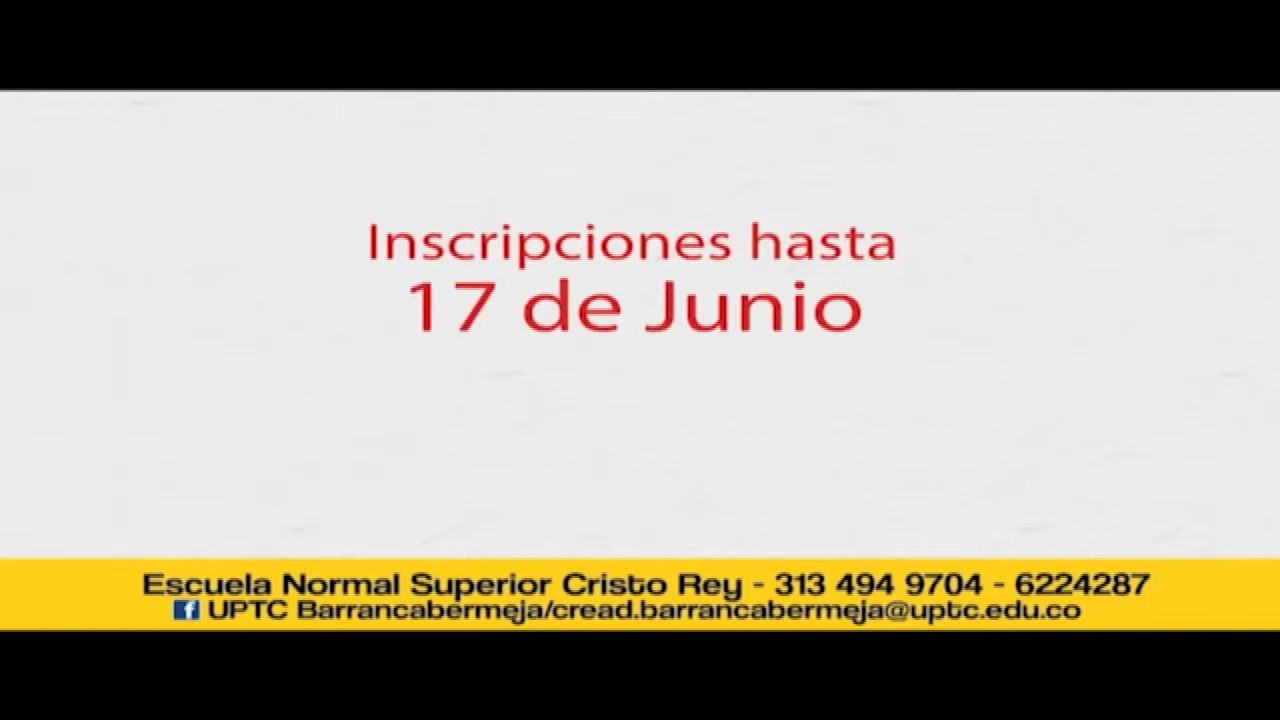 Inscripciones hasta
17 de Junio
Escuela Normal Superior Cristo Rey - 313 494 9704 - 6224287
UPTC Barrancabermeja/cread.barrancabermeja@uptc.edu.co